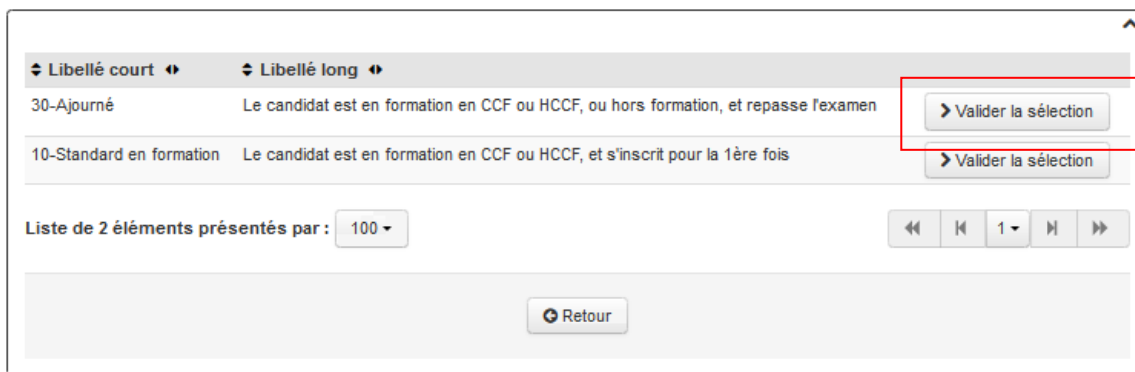 Libellé court Libellé long
30-Ajourné Le candidat est en formation en CCF ou HCCF, ou hors formation, et repasse l'examen Valider la sélection
10-Standard en formation Le candidat est en formation en CCF ou HCCF, et s'inscrit pour la 1ère fois Valider la sélection
Liste de 2 éléments présentés par : 100 1
Retour